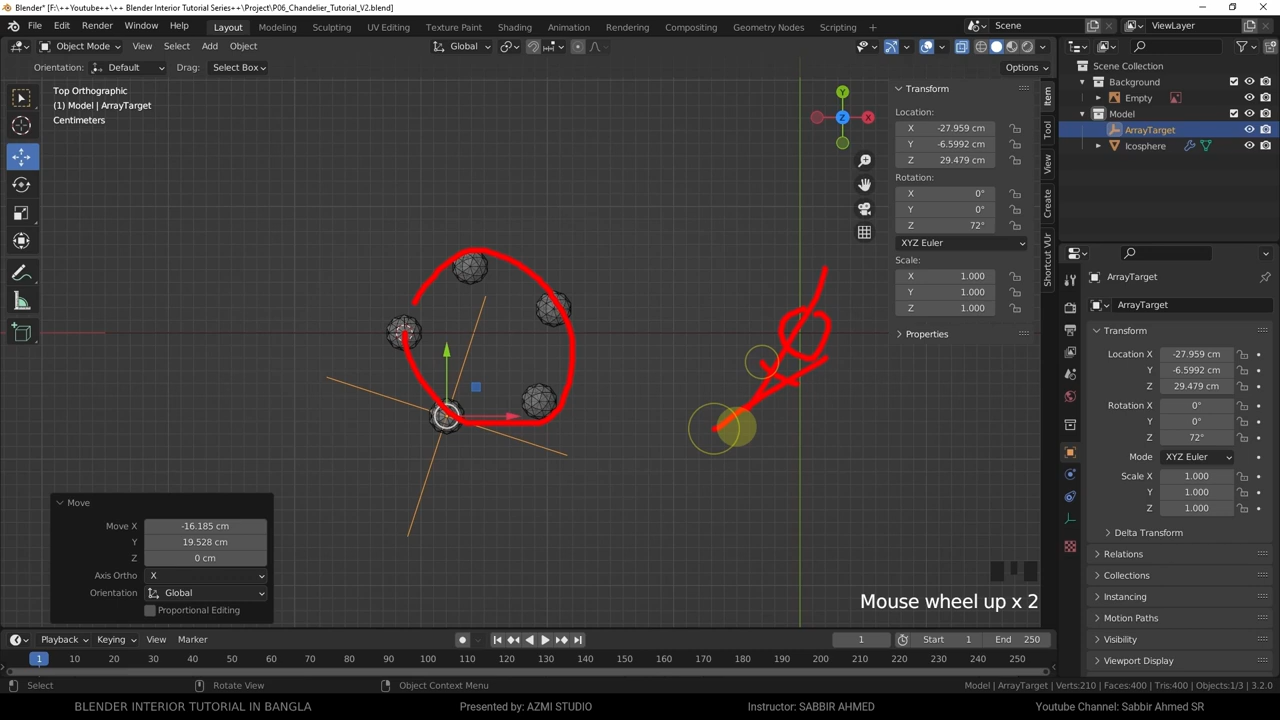 Blender* [F:\++Youtube++\++ Blender Interior Tutorial Series++\Project\P06_Chandelier_Tutorial_V2.blend]
File Edit Render Window Help Layout Modeling Sculpting UV Editing Texture Paint Shading Animation Rendering Compositing Geometry Nodes Scripting Scene ViewLayer
Object Mode View Select Add Object Global
Orientation: Default Drag: Select Box Options
Top Orthographic
(1) Model | ArrayTarget
Centimeters
Y
Z
X
Transform
Location:
X -27.959 cm
Y -6.5992 cm
Z 29.479 cm
Rotation:
X 0°
Y 0°
Z 72°
XYZ Euler
Scale:
X 1.000
Y 1.000
Z 1.000
Properties
Item
Tool
View
Create
Shortcut VUr
Scene Collection
Background
Empty
Model
ArrayTarget
Icosphere
ArrayTarget
ArrayTarget
Transform
Location X -27.959 cm
Y -6.5992 cm
Z 29.479 cm
Rotation X 0°
Y 0°
Z 72°
Mode XYZ Euler
Scale X 1.000
Y 1.000
Z 1.000
Delta Transform
Relations
Collections
Instancing
Motion Paths
Visibility
Viewport Display
Move
Move X -16.185 cm
Y 19.528 cm
Z 0 cm
Axis Ortho X
Orientation Global
Proportional Editing
Mouse wheel up x 2
Playback Keying View Marker 1 Start 1 End 250
1 10 20 30 40 50 60 70 80 90 100 110 120 130 140 150 160 170 180 190 200 210 220 230 240 250
Select Rotate View Object Context Menu Model | ArrayTarget | Verts:210 | Faces:400 | Tris:400 | Objects:1/3 | 3.2.0
BLENDER INTERIOR TUTORIAL IN BANGLA Presented by: AZMI STUDIO Instructor: SABBIR AHMED Youtube Channel: Sabbir Ahmed SR